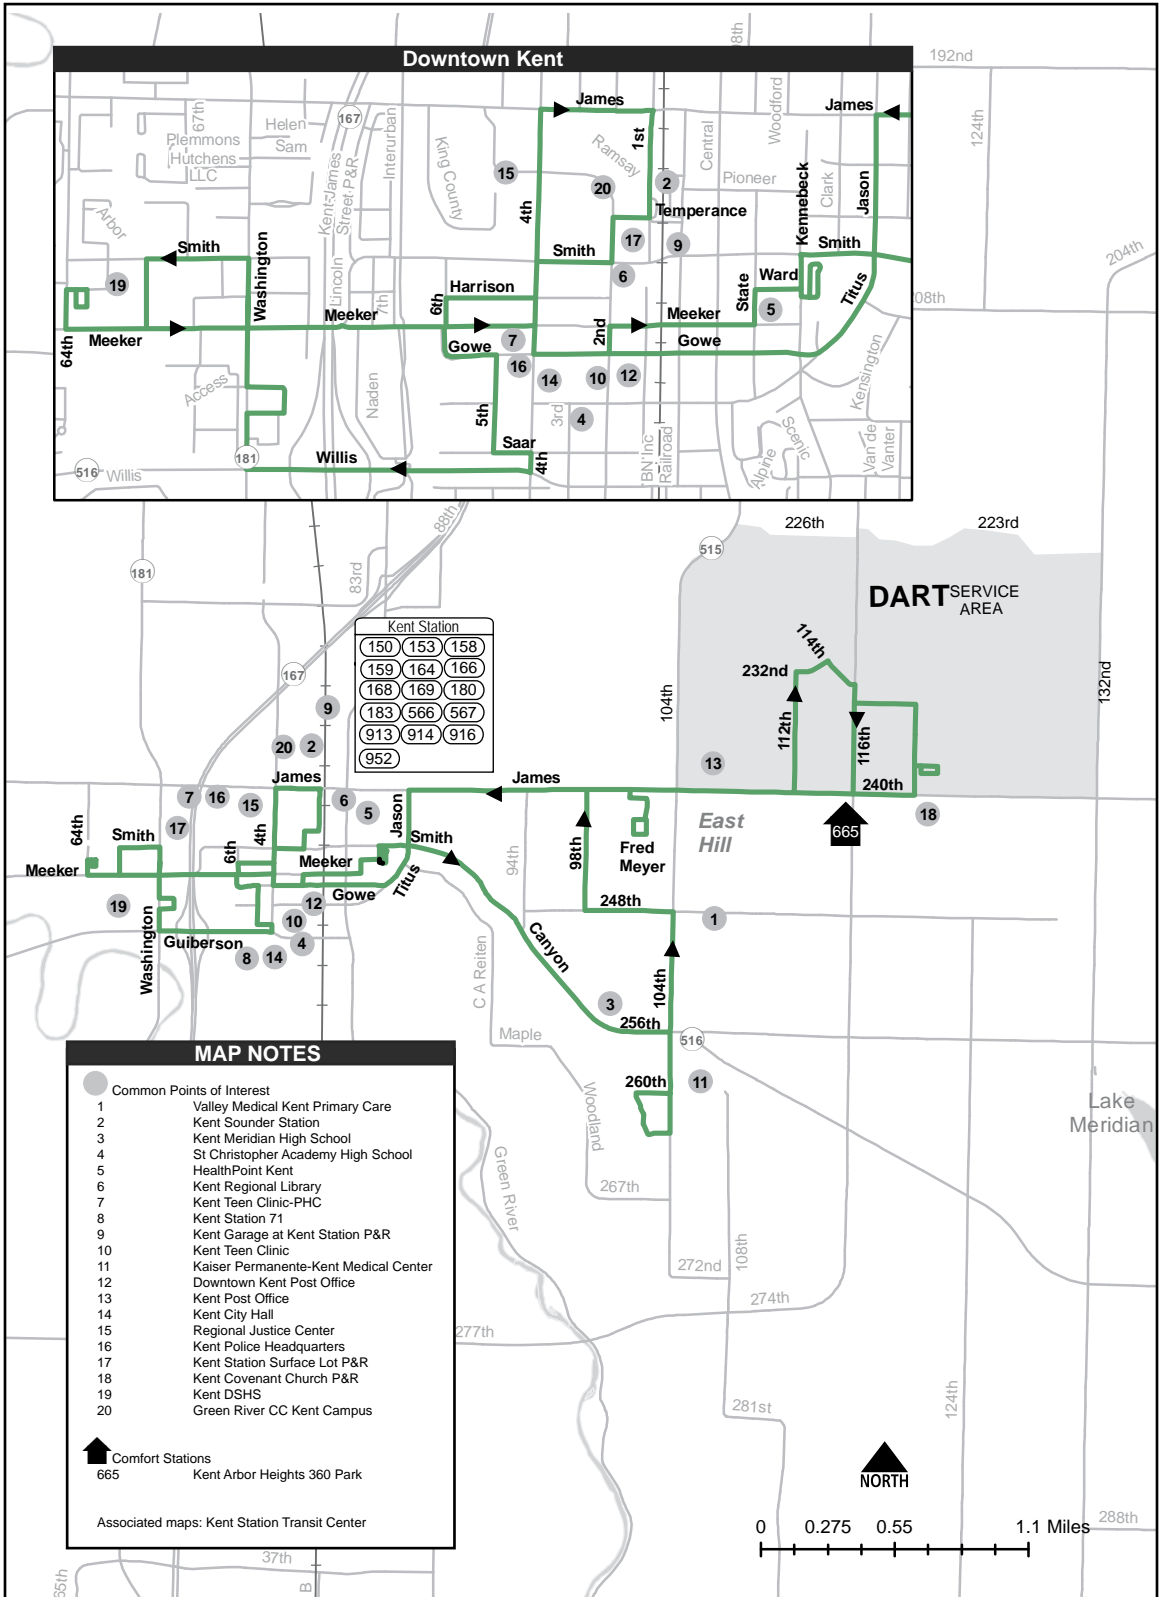 Downtown Kent
192nd
98th
124th
204th
208th
James
James
Helen
Sam
67th
Plemmons
Hutchens
LLC
167
Kent-James
Street P&R
Interurban
King County
Arbor
15
4th
Ramsay
1st
20
2
Central
Woodford
Pioneer
Kennebeck
Clark
Jason
Temperance
17
9
Smith
Smith
Smith
6
State
Ward
5
Titus
19
Washington
Lincoln
7th
6th
Harrison
Meeker
Meeker
Meeker
64th
Gowe
7
2nd
Gowe
16
14
10
12
Access
Naden
5th
3rd
4
Kensington
Scenic
Alpine
Van de
Vanter
Saar
4th
BN Inc
Railroad
Willis
181
516
Willis
226th
223rd
88th
83rd
181
515
DART SERVICE
AREA
Kent Station
150 153 158
159 164 166
168 169 180
183 566 567
913 914 916
952
167
114th
232nd
132nd
104th
112th
116th
9
20
2
James
James
13
240th
18
665
East
Hill
7
16
15
6
5
17
64th
Smith
4th
6th
Jason
Smith
Meeker
Meeker
Gowe
Titus
98th
94th
Fred
Meyer
19
Washington
12
10
4
Guiberson
8
14
248th
1
Canyon
C A Reiten
104th
3
256th
516
Maple
260th
11
Woodland
Lake
Meridian
Green River
267th
108th
272nd
274th
277th
281st
124th
288th
37th
65th
B
MAP NOTES
Common Points of Interest
1 Valley Medical Kent Primary Care
2 Kent Sounder Station
3 Kent Meridian High School
4 St Christopher Academy High School
5 HealthPoint Kent
6 Kent Regional Library
7 Kent Teen Clinic-PHC
8 Kent Station 71
9 Kent Garage at Kent Station P&R
10 Kent Teen Clinic
11 Kaiser Permanente-Kent Medical Center
12 Downtown Kent Post Office
13 Kent Post Office
14 Kent City Hall
15 Regional Justice Center
16 Kent Police Headquarters
17 Kent Station Surface Lot P&R
18 Kent Covenant Church P&R
19 Kent DSHS
20 Green River CC Kent Campus
Comfort Stations
665 Kent Arbor Heights 360 Park
Associated maps: Kent Station Transit Center
NORTH
0 0.275 0.55 1.1 Miles